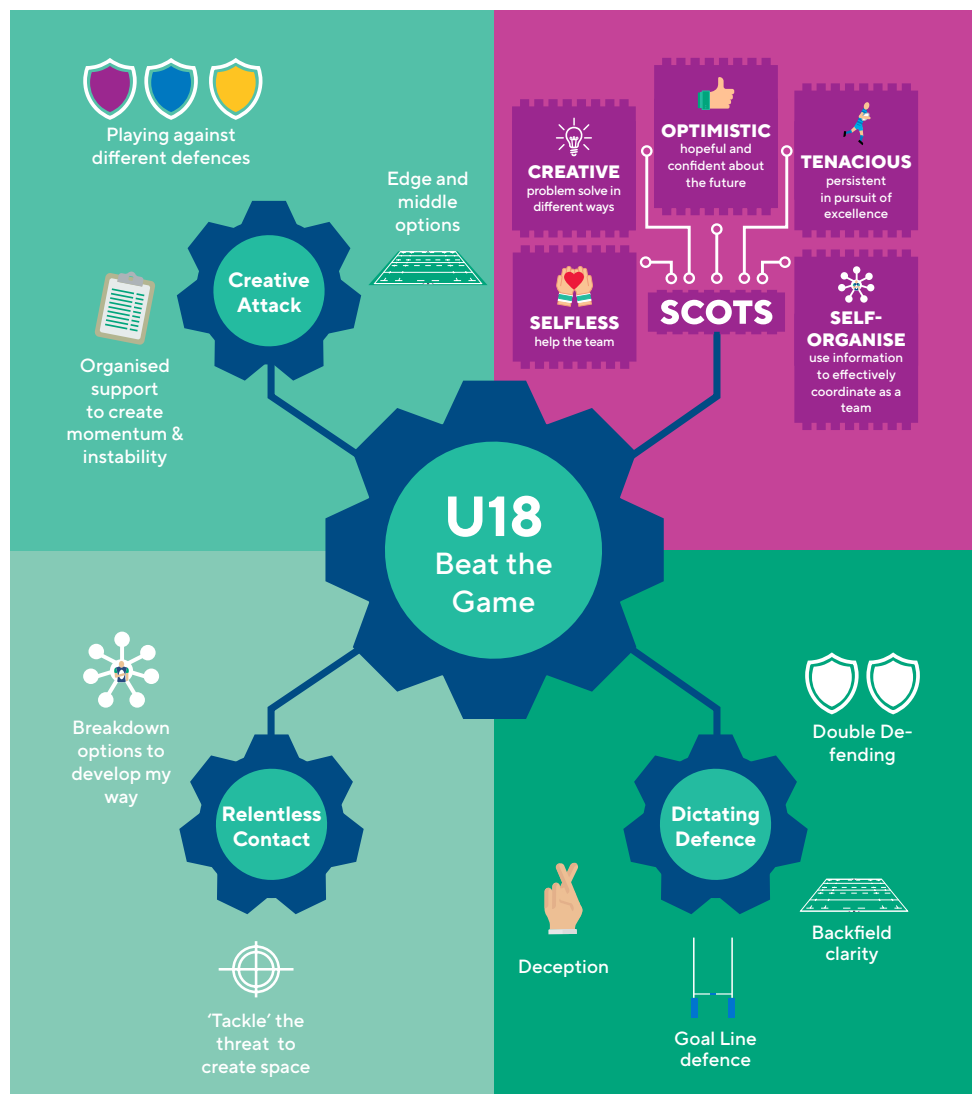 Playing against
different defences
Edge and
middle
options
Creative
Attack
Organised
support
to create
momentum &
instability
CREATIVE
problem solve in
different ways
OPTIMISTIC
hopeful and
confident about
the future
TENACIOUS
persistent
in pursuit of
excellence
SELFLESS
help the team
SCOTS
SELF-
ORGANISE
use information
to effectively
coordinate as a
team
U18
Beat the
Game
Breakdown
options to
develop my
way
Relentless
Contact
'Tackle' the
threat to
create space
Double De-
fending
Dictating
Defence
Deception
Backfield
clarity
Goal Line
defence